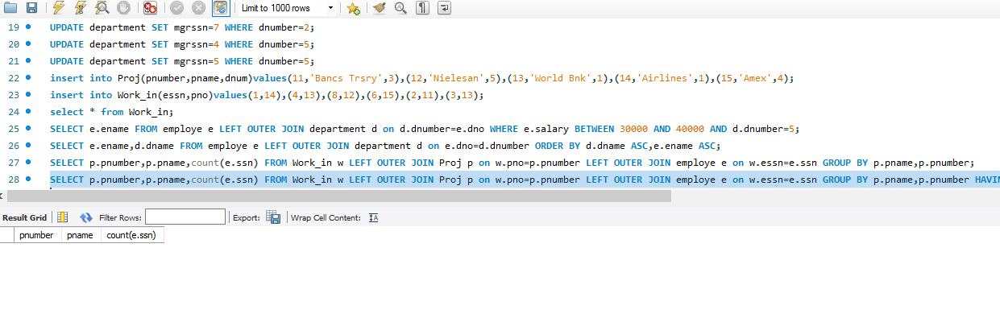 Limit to 1000 rows
19 UPDATE department SET mgrssn=7 WHERE dnumber=2;
20 UPDATE department SET mgrssn=4 WHERE dnumber=5;
21 UPDATE department SET mgrssn=5 WHERE dnumber=5;
22 insert into Proj(pnumber,pname,dnum)values(11,'Bancs Trsry',3),(12,'Nielesan',5),(13,'World Bnk',1),(14,'Airlines',1),(15,'Amex',4);
23 insert into Work_in(essn,pno)values(1,14),(4,13),(8,12),(6,15),(2,11),(3,13);
24 select * from Work_in;
25 SELECT e.ename FROM employe e LEFT OUTER JOIN department d on d.dnumber=e.dno WHERE e.salary BETWEEN 30000 AND 40000 AND d.dnumber=5;
26 SELECT e.ename,d.dname FROM employe e LEFT OUTER JOIN department d on e.dno=d.dnumber ORDER BY d.dname ASC,e.ename ASC;
27 SELECT p.pnumber,p.pname,count(e.ssn) FROM Work_in w LEFT OUTER JOIN Proj p on w.pno=p.pnumber LEFT OUTER JOIN employe e on w.essn=e.ssn GROUP BY p.pname,p.pnumber;
28 SELECT p.pnumber,p.pname,count(e.ssn) FROM Work_in w LEFT OUTER JOIN Proj p on w.pno=p.pnumber LEFT OUTER JOIN employe e on w.essn=e.ssn GROUP BY p.pname,p.pnumber HAVIN
Result Grid Filter Rows: Export: Wrap Cell Content:
pnumber pname count(e.ssn)